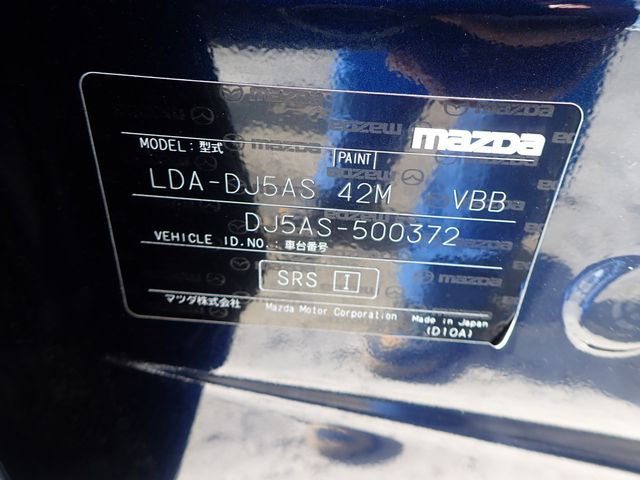 mazda
MODEL：型式 PAINT
LDA-DJ5AS 42M VBB
DJ5AS-500372
VEHICLE ID.NO.：車台番号
SRS I
マツダ株式会社 Mazda Motor Corporation Made in Japan
(D10A)